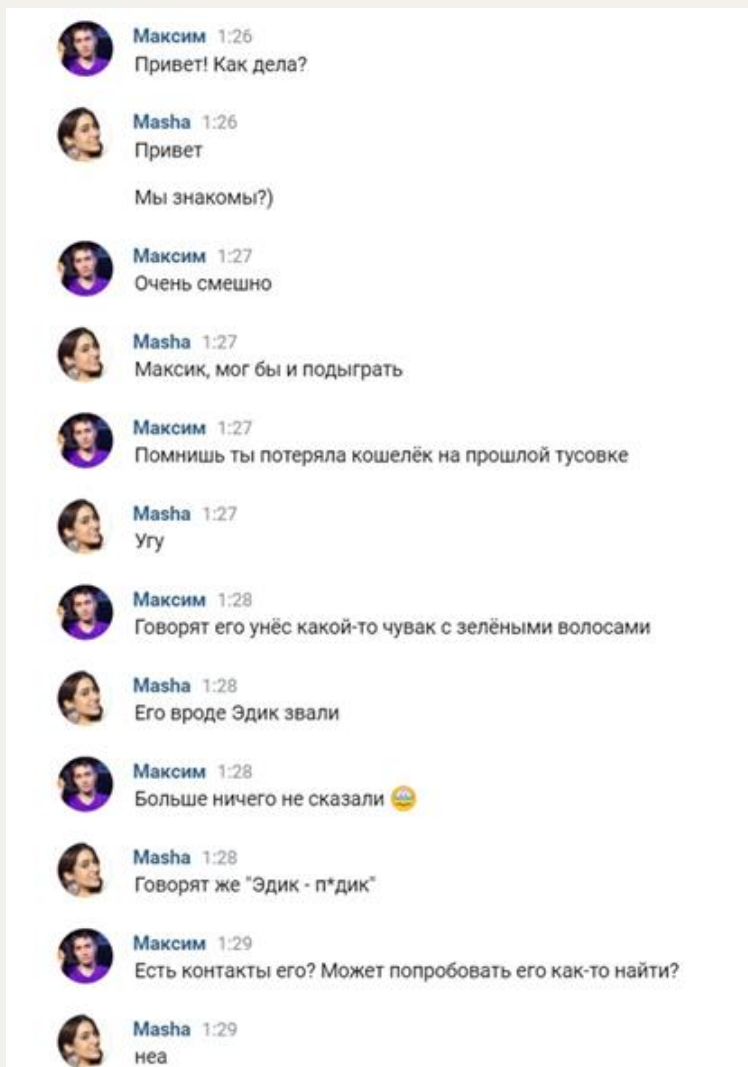 Максим 1:26
Привет! Как дела?
Masha 1:26
Привет
Мы знакомы?)
Максим 1:27
Очень смешно
Masha 1:27
Максик, мог бы и подыграть
Максим 1:27
Помнишь ты потеряла кошелёк на прошлой тусовке
Masha 1:27
Угу
Максим 1:28
Говорят его унёс какой-то чувак с зелёными волосами
Masha 1:28
Его вроде Эдик звали
Максим 1:28
Больше ничего не сказали 😁
Masha 1:28
Говорят же "Эдик - п*дик"
Максим 1:29
Есть контакты его? Может попробовать его как-то найти?
Masha 1:29
неа